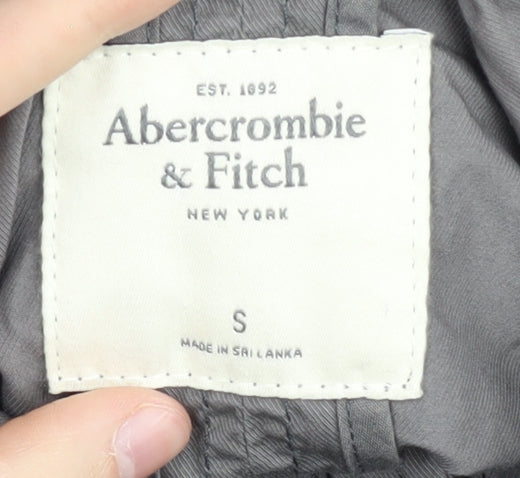 EST. 1892
Abercrombie
& Fitch
NEW YORK
S
MADE IN SRI LANKA